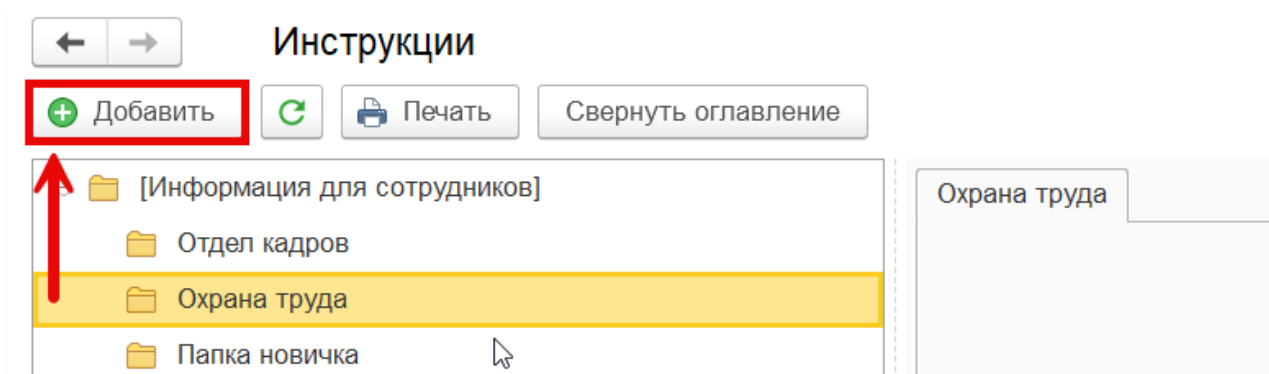 Инструкции
Добавить Печать Свернуть оглавление
[Информация для сотрудников]
Охрана труда
Отдел кадров
Охрана труда
Папка новичка